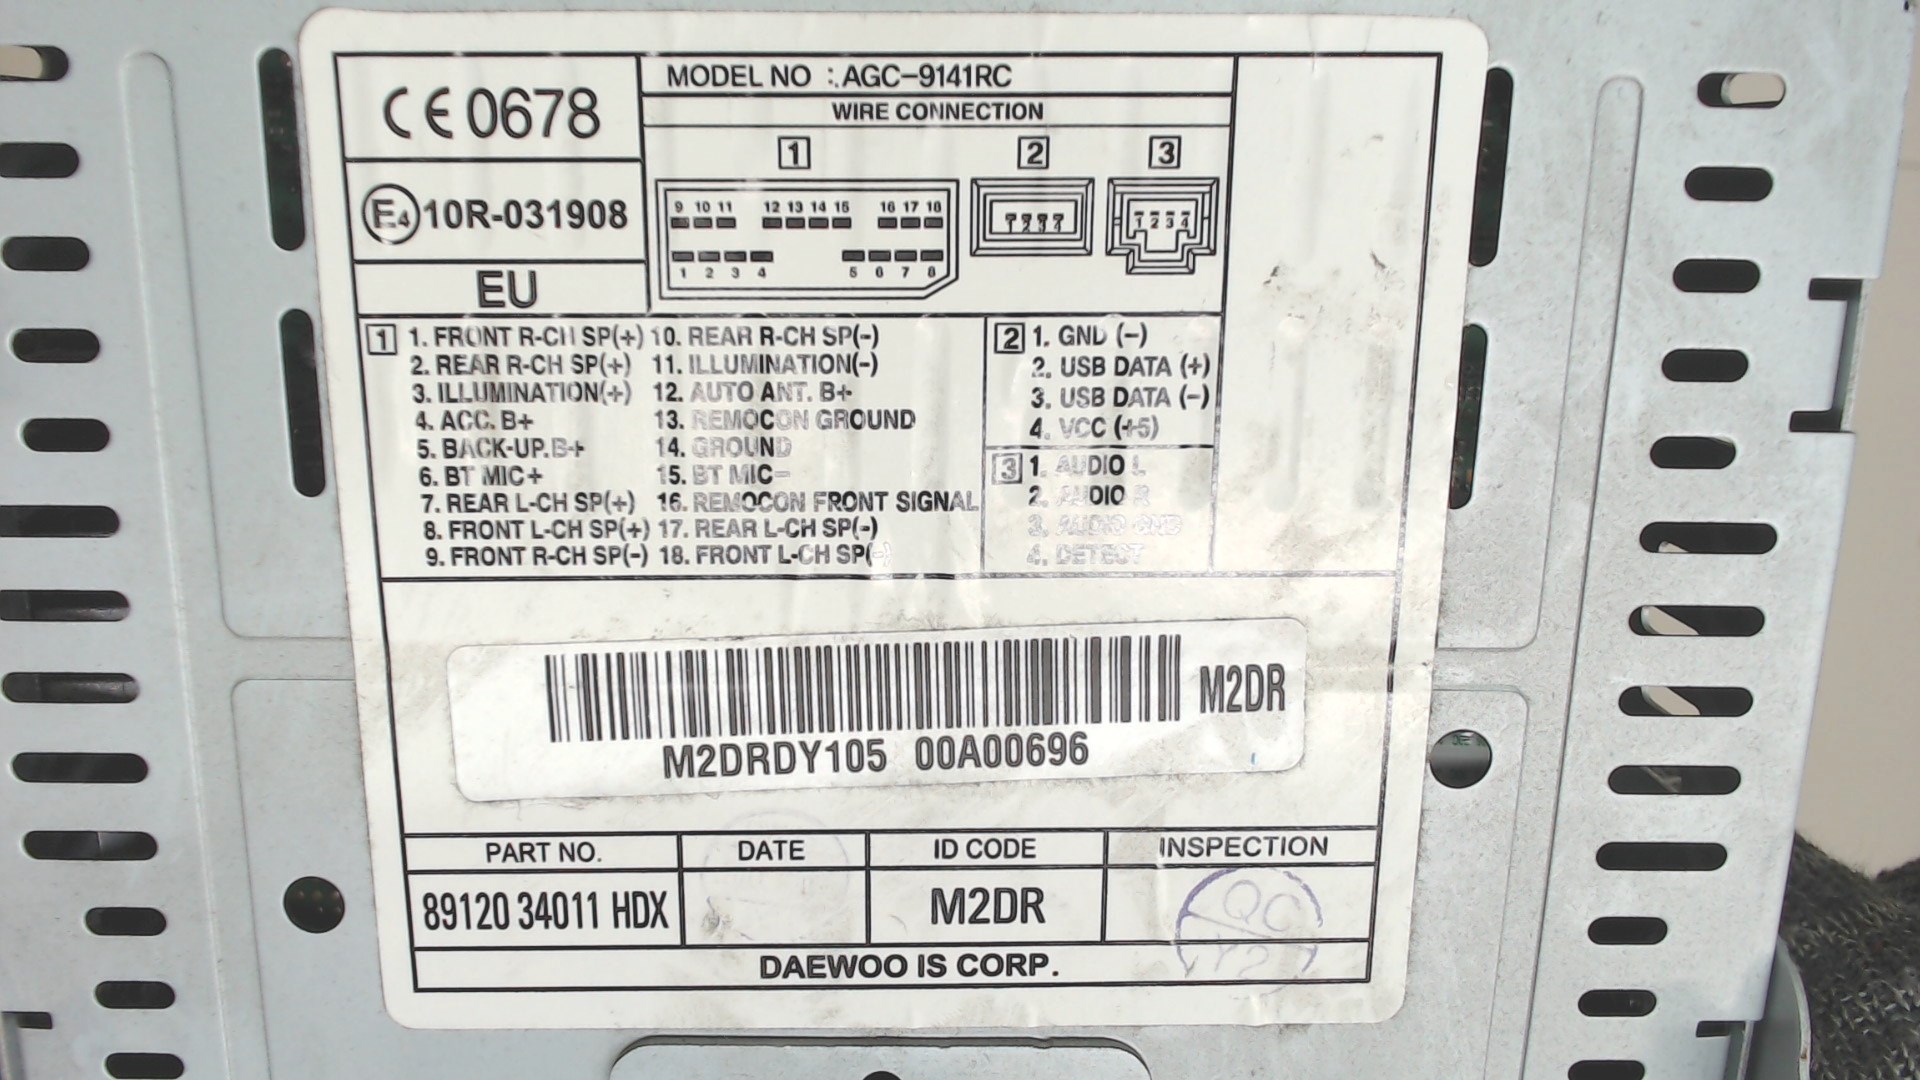 CE 0678
MODEL NO : AGC-9141RC
WIRE CONNECTION
1 2 3
E4 10R-031908
9 10 11 12 13 14 15 16 17 18
1 2 3 4 5 6 7 8
1 2 3 4
1 2 3 4
EU
1 1. FRONT R-CH SP(+) 10. REAR R-CH SP(-)
2. REAR R-CH SP(+) 11. ILLUMINATION(-)
3. ILLUMINATION(+) 12. AUTO ANT. B+
4. ACC. B+ 13. REMOCON GROUND
5. BACK-UP.B+ 14. GROUND
6. BT MIC+ 15. BT MIC-
7. REAR L-CH SP(+) 16. REMOCON FRONT SIGNAL
8. FRONT L-CH SP(+) 17. REAR L-CH SP(-)
9. FRONT R-CH SP(-) 18. FRONT L-CH SP(-)
2 1. GND (-)
2. USB DATA (+)
3. USB DATA (-)
4. VCC (+5)
3 1. AUDIO L
2. AUDIO R
3. AUDIO GND
4. DETECT
M2DR
M2DRDY105 00A00696
PART NO. DATE ID CODE INSPECTION
89120 34011 HDX M2DR QC
DAEWOO IS CORP.